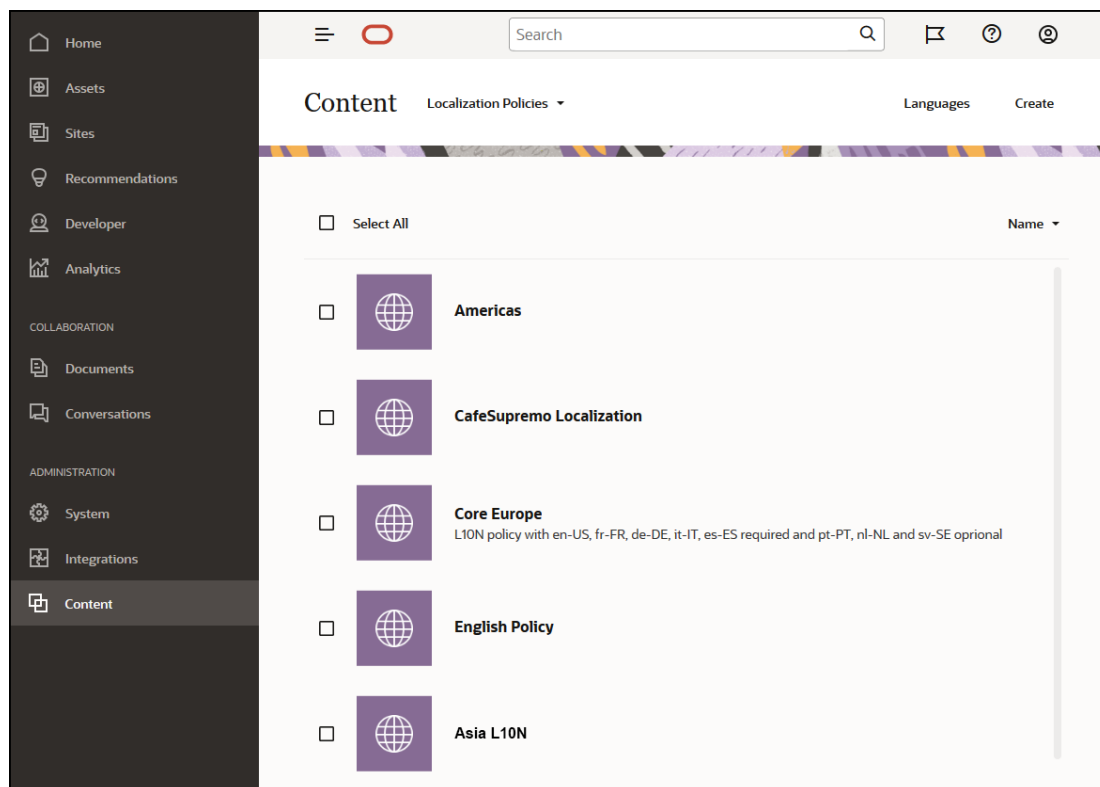 Home
Assets
Sites
Recommendations
Developer
Analytics
COLLABORATION
Documents
Conversations
ADMINISTRATION
System
Integrations
Content
Search
Content
Localization Policies
Languages
Create
Select All
Name
Americas
CafeSupremo Localization
Core Europe
L10N policy with en-US, fr-FR, de-DE, it-IT, es-ES required and pt-PT, nl-NL and sv-SE oprional
English Policy
Asia L10N